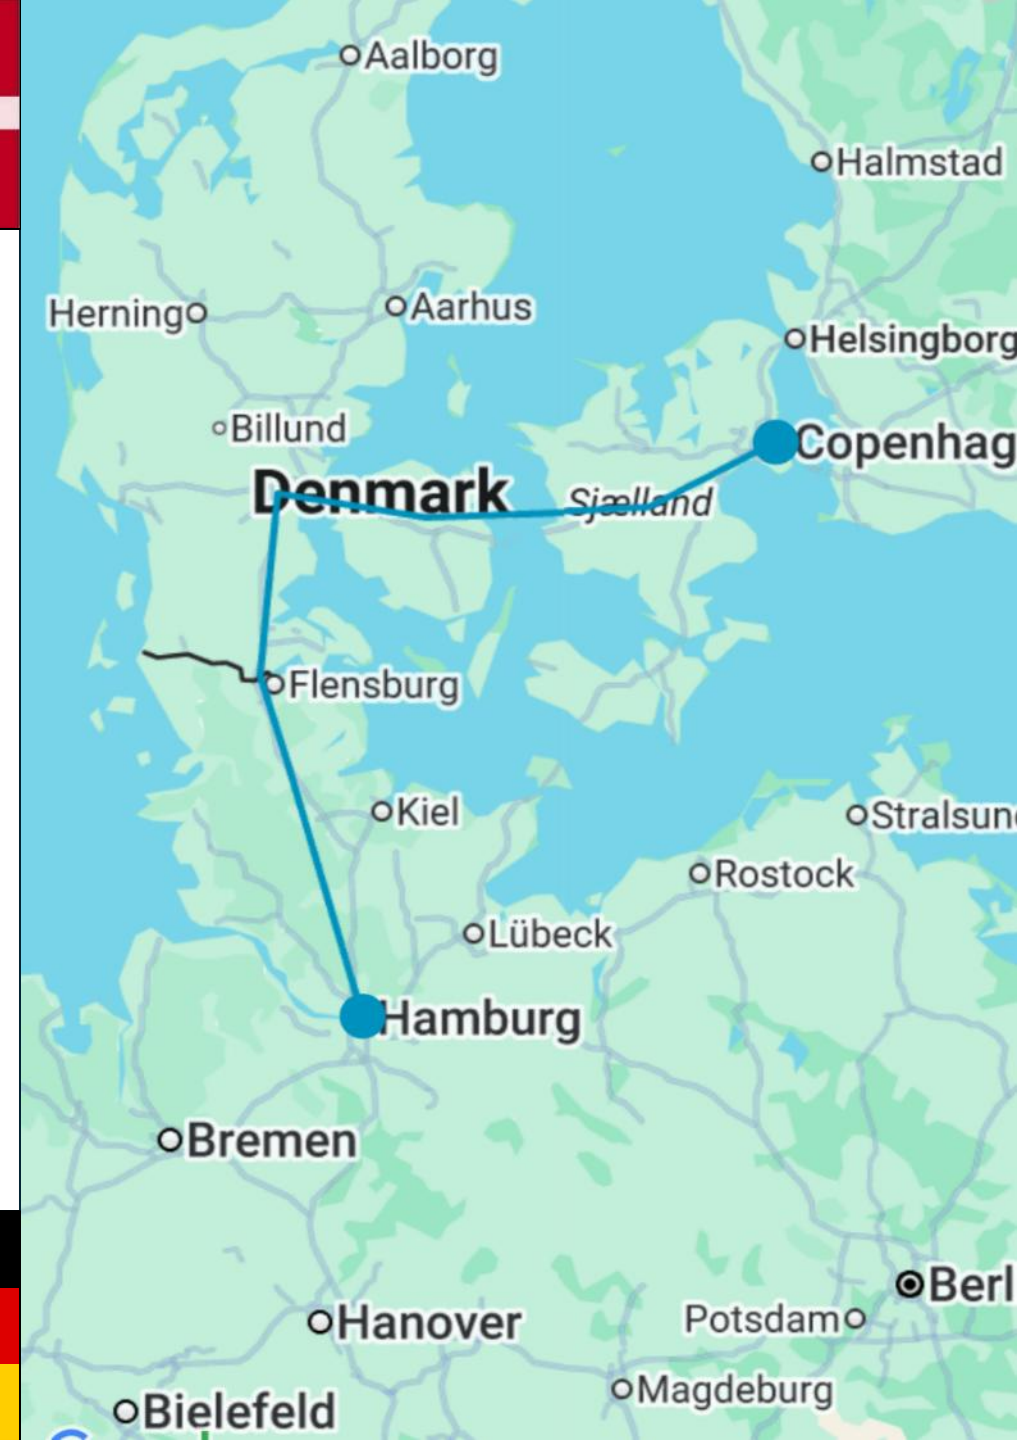 Aalborg
Halmstad
Herning
Aarhus
Helsingborg
Billund
Copenhag
Denmark
Sjælland
Flensburg
Kiel
Stralsun
Rostock
Lübeck
Hamburg
Bremen
Berl
Hanover
Potsdam
Magdeburg
Bielefeld